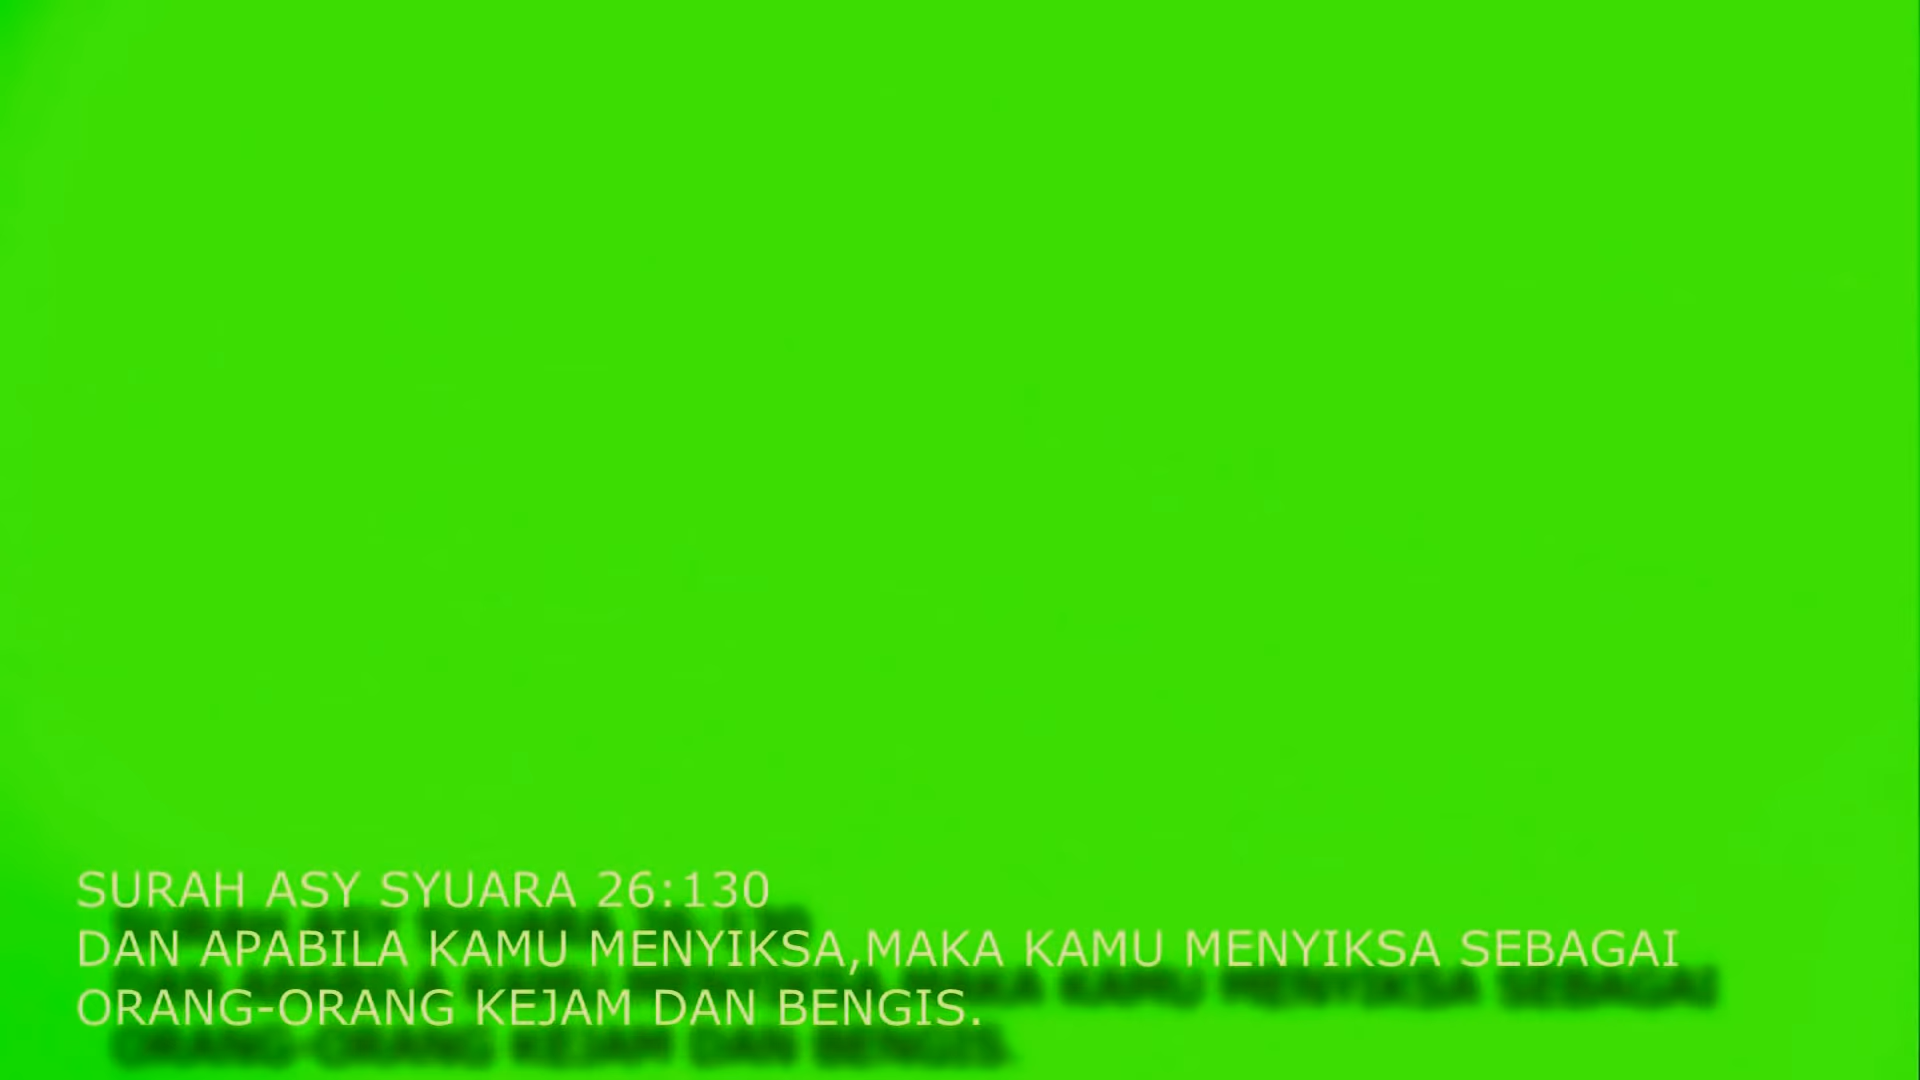 SURAH ASY SYUARA 26:130
DAN APABILA KAMU MENYIKSA,MAKA KAMU MENYIKSA SEBAGAI
ORANG-ORANG KEJAM DAN BENGIS.